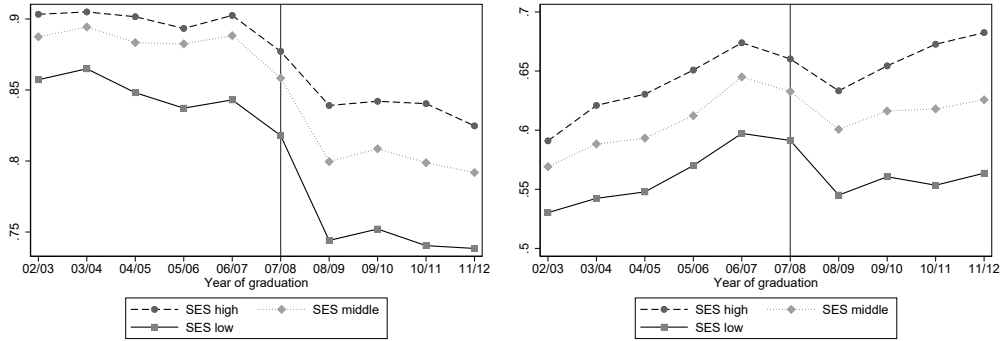 .9
.85
.8
.75
02/03 03/04 04/05 05/06 06/07 07/08 08/09 09/10 10/11 11/12
Year of graduation
SES high SES middle
SES low
.7
.65
.6
.55
.5
02/03 03/04 04/05 05/06 06/07 07/08 08/09 09/10 10/11 11/12
Year of graduation
SES high SES middle
SES low